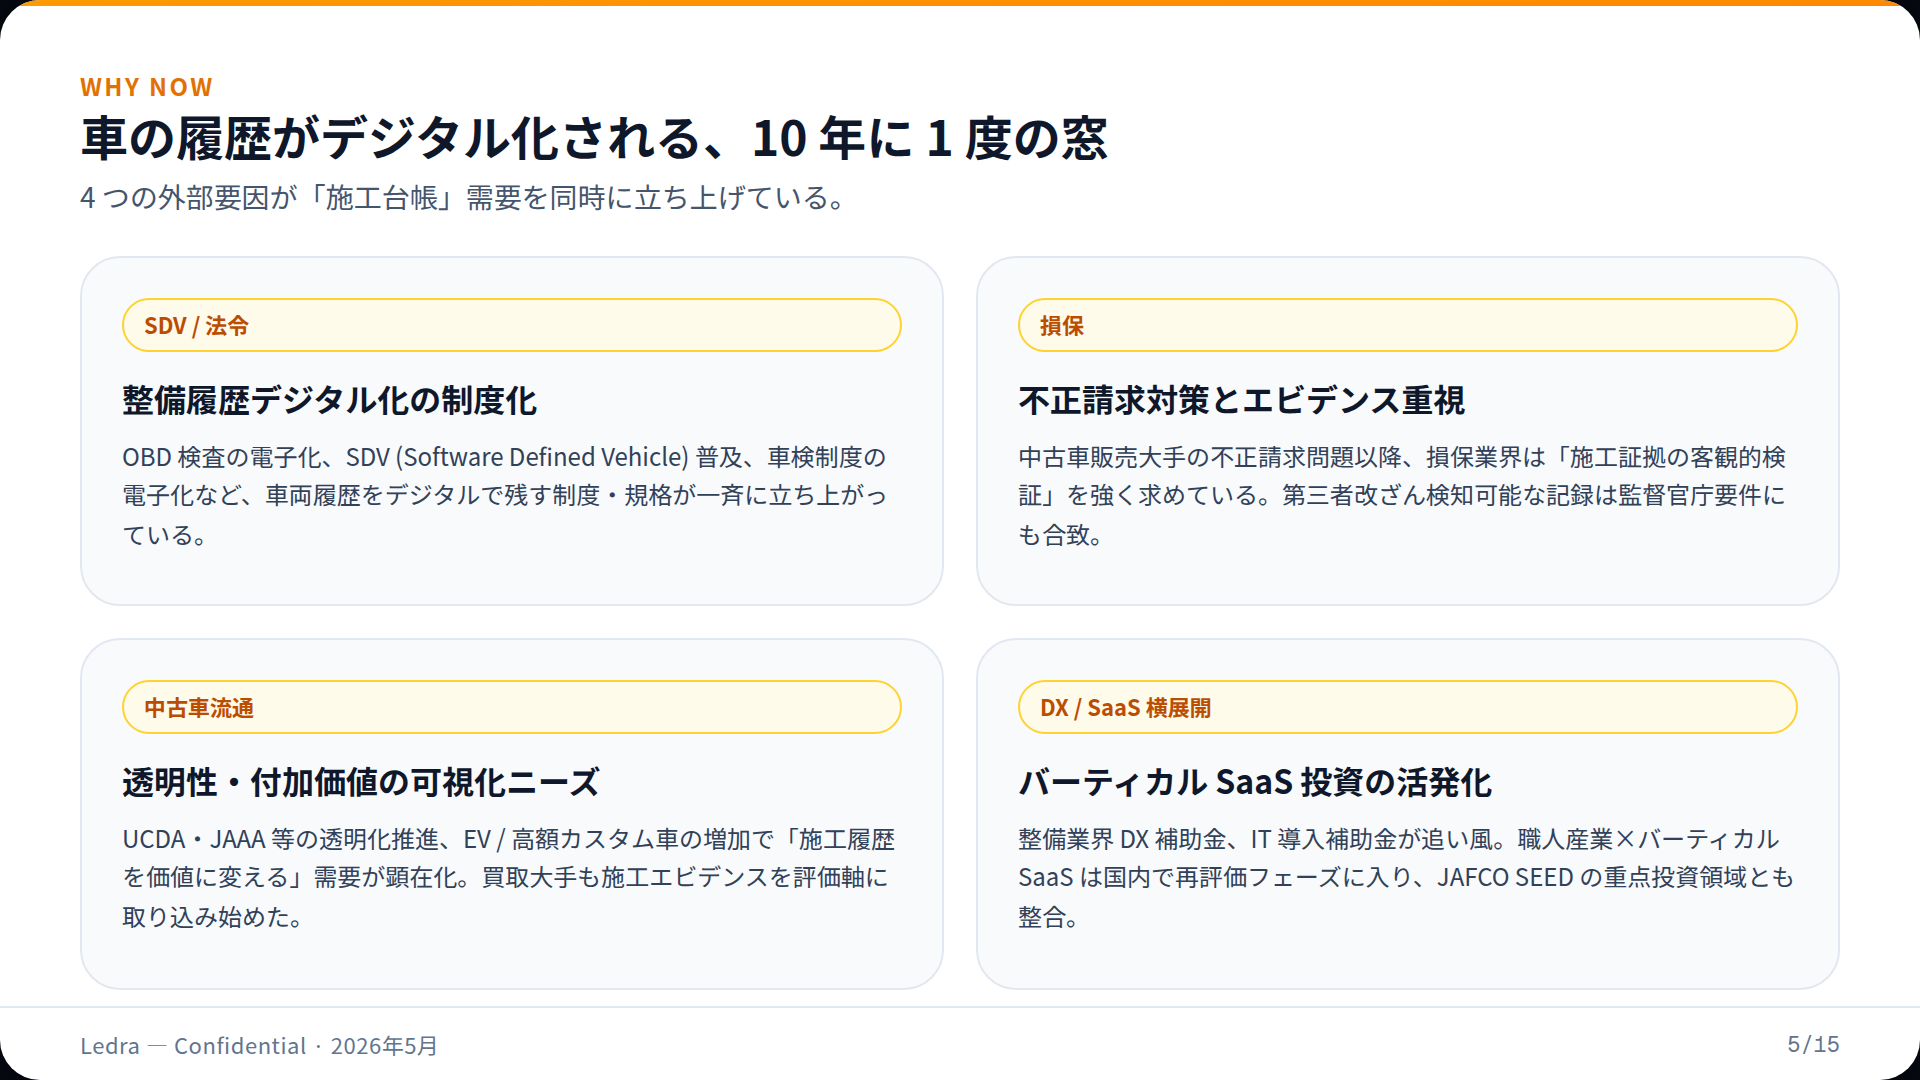 WHY NOW
車の履歴がデジタル化される、10 年に 1 度の窓
4 つの外部要因が「施工台帳」需要を同時に立ち上げている。
SDV / 法令
整備履歴デジタル化の制度化
OBD 検査の電子化、SDV (Software Defined Vehicle) 普及、車検制度の
電子化など、車両履歴をデジタルで残す制度・規格が一斉に立ち上がっ
ている。
損保
不正請求対策とエビデンス重視
中古車販売大手の不正請求問題以降、損保業界は「施工証拠の客観的検
証」を強く求めている。第三者改ざん検知可能な記録は監督官庁要件に
も合致。
中古車流通
透明性・付加価値の可視化ニーズ
UCDA・JAAA 等の透明化推進、EV / 高額カスタム車の増加で「施工履歴
を価値に変える」需要が顕在化。買取大手も施工エビデンスを評価軸に
取り込み始めた。
DX / SaaS 横展開
バーティカル SaaS 投資の活発化
整備業界 DX 補助金、IT 導入補助金が追い風。職人産業×バーティカル
SaaS は国内で再評価フェーズに入り、JAFCO SEED の重点投資領域とも
整合。
Ledra — Confidential · 2026年5月
5/15